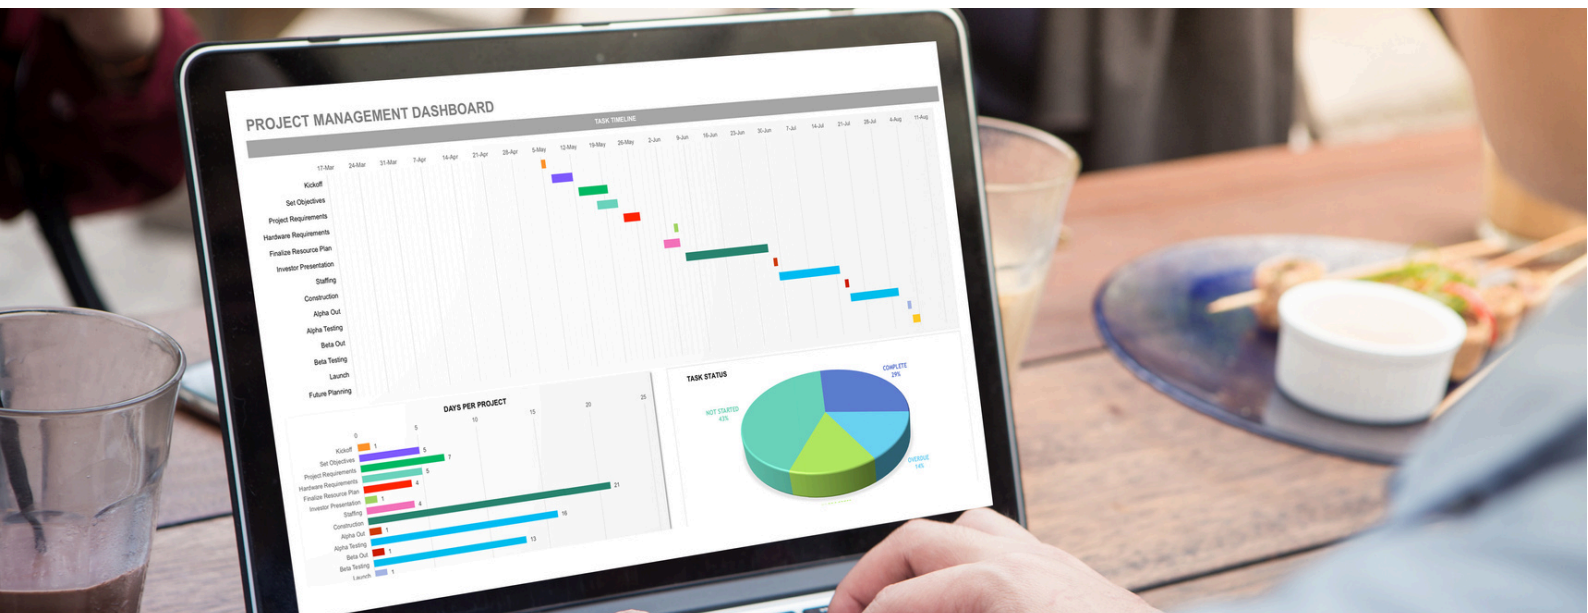 PROJECT MANAGEMENT DASHBOARD
TASK TIMELINE
17-Mar 24-Mar 31-Mar 7-Apr 14-Apr 21-Apr 28-Apr 5-May 12-May 19-May 26-May 2-Jun 9-Jun 16-Jun 23-Jun 30-Jun 7-Jul 14-Jul 21-Jul 28-Jul 4-Aug 11-Aug
Kickoff
Set Objectives
Project Requirements
Hardware Requirements
Finalize Resource Plan
Investor Presentation
Staffing
Construction
Alpha Out
Alpha Testing
Beta Out
Beta Testing
Launch
Future Planning
DAYS PER PROJECT
0 5 10 15 20 25
Kickoff 1
Set Objectives 5
Project Requirements 7
Hardware Requirements 5
Finalize Resource Plan 4
Investor Presentation 1
Staffing 4
Construction 21
Alpha Out 1
Alpha Testing 16
Beta Out 1
Beta Testing 13
Launch 1
TASK STATUS
COMPLETE
29%
NOT STARTED
43%
OVERDUE
14%